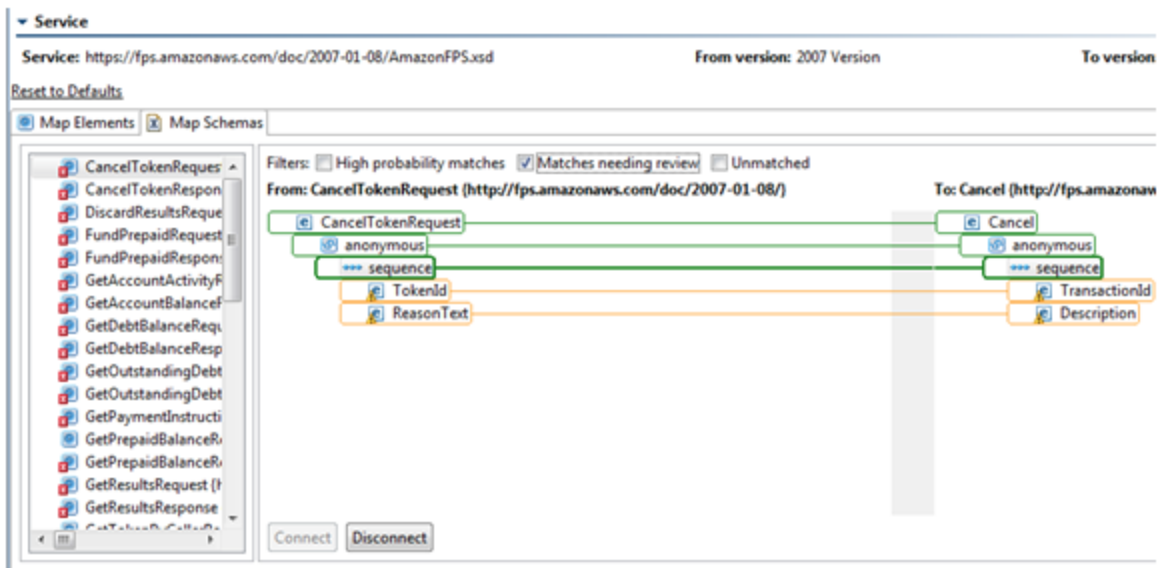 Service
Service: https://fps.amazonaws.com/doc/2007-01-08/AmazonFPS.xsd From version: 2007 Version To version
Reset to Defaults
Map Elements Map Schemas
CancelTokenReques
CancelTokenRespon
DiscardResultsReque
FundPrepaidRequest
FundPrepaidRespons
GetAccountActivityR
GetAccountBalanceF
GetDebtBalanceRequ
GetDebtBalanceResp
GetOutstandingDebt
GetOutstandingDebt
GetPaymentInstructi
GetPrepaidBalanceR
GetPrepaidBalanceR
GetResultsRequest {h
GetResultsResponse
Filters: High probability matches Matches needing review Unmatched
From: CancelTokenRequest {http://fps.amazonaws.com/doc/2007-01-08/} To: Cancel {http://fps.amazonaw
CancelTokenRequest Cancel
anonymous anonymous
sequence sequence
TokenId TransactionId
ReasonText Description
Connect Disconnect